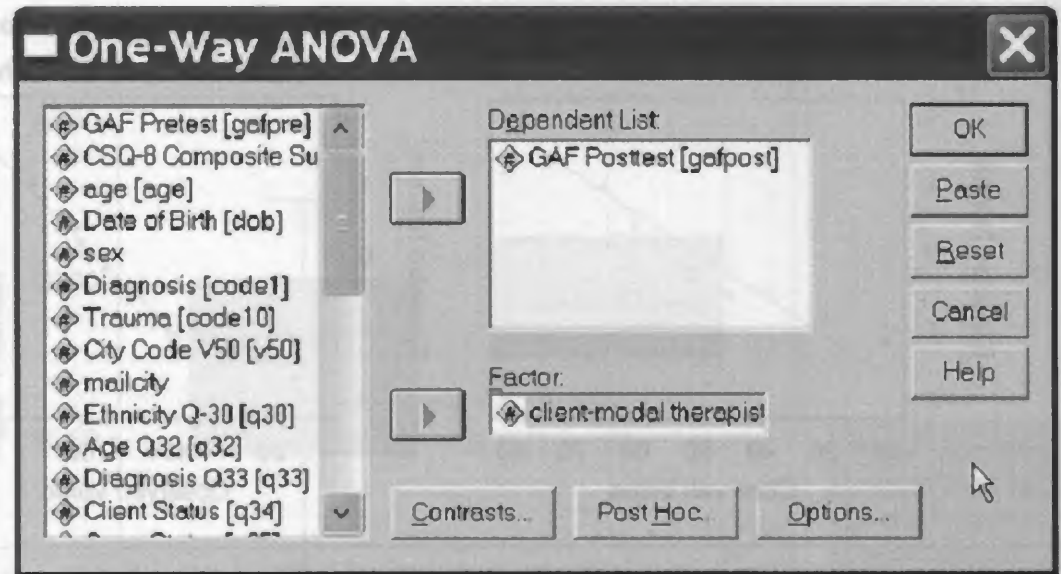 One-Way ANOVA
GAF Pretest [gafpre]
CSQ-8 Composite Su
age [age]
Date of Birth [dob]
sex
Diagnosis [code1]
Trauma [code10]
City Code V50 [v50]
mailcity
Ethnicity Q-30 [q30]
Age Q32 [q32]
Diagnosis Q33 [q33]
Client Status [q34]
Dependent List:
GAF Posttest [gafpost]
Factor:
client-modal therapist
Contrasts...
Post Hoc...
Options...
OK
Paste
Reset
Cancel
Help